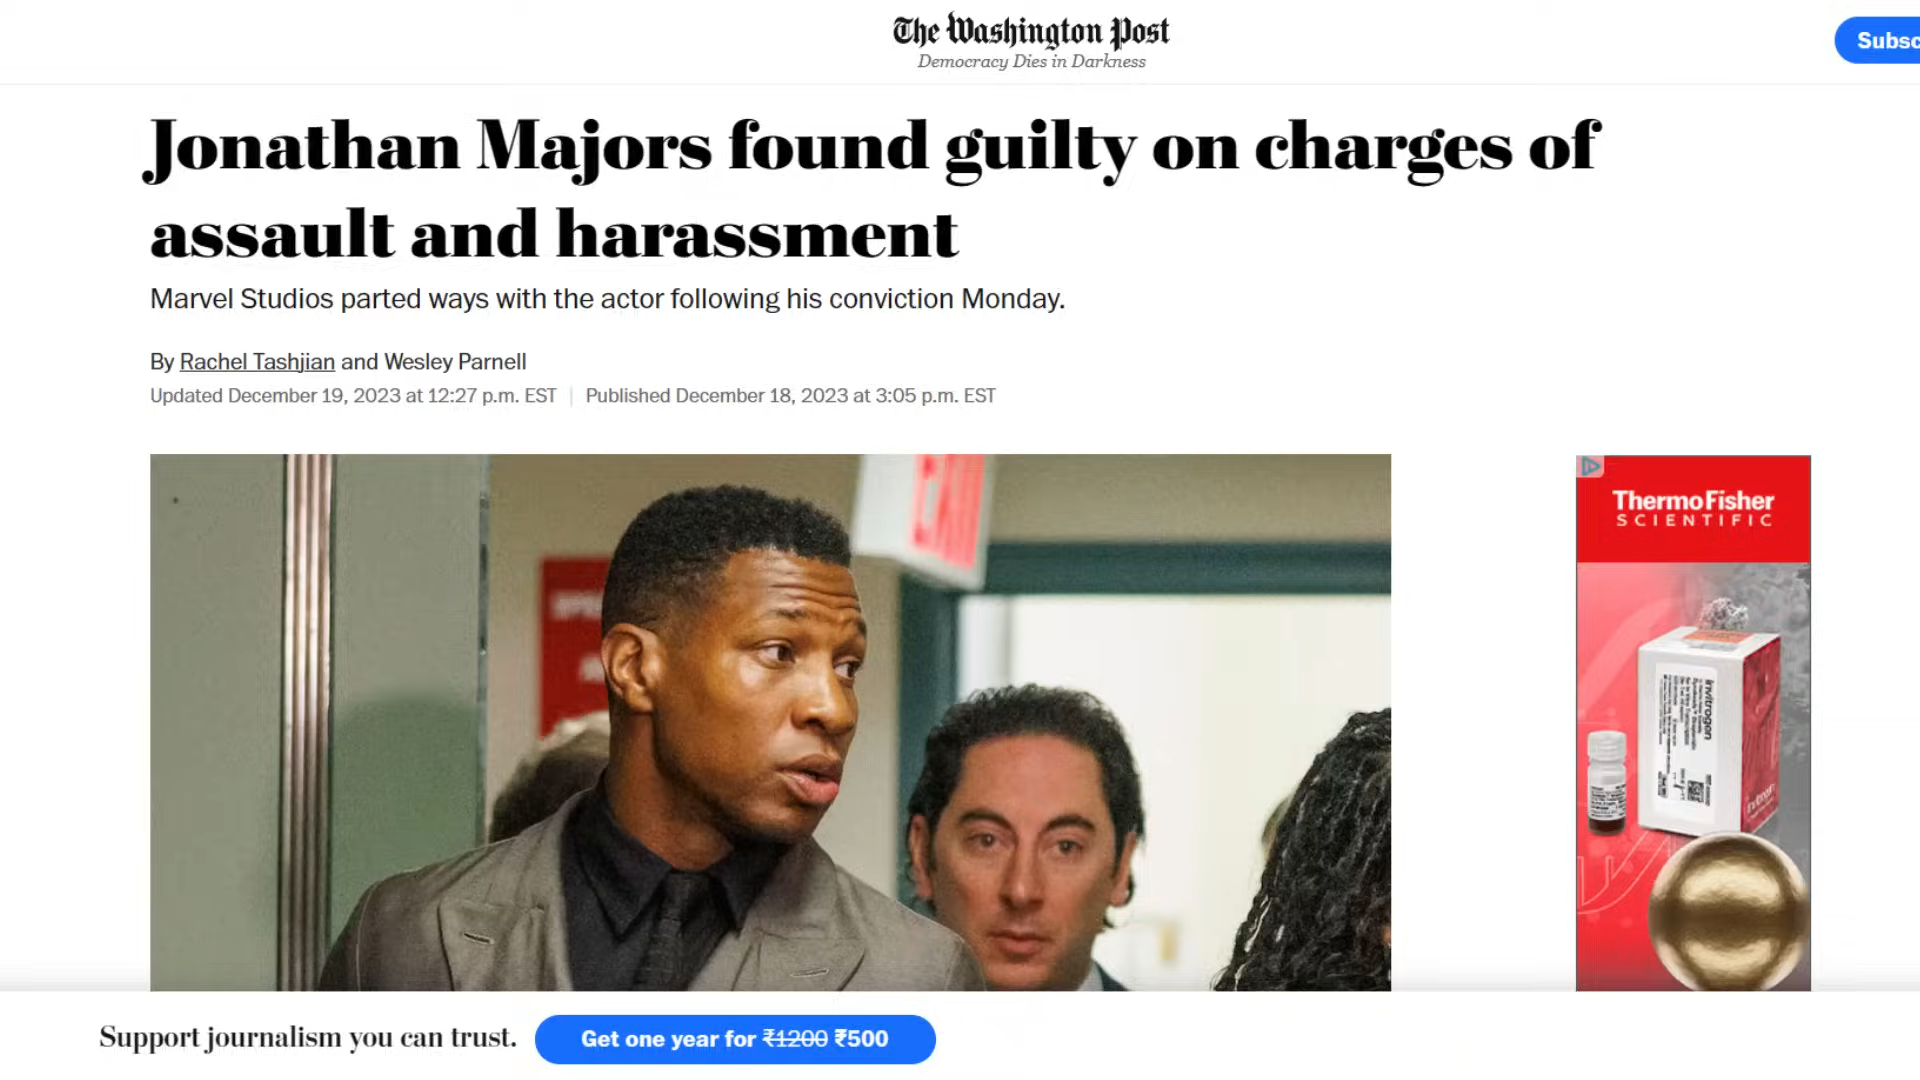 The Washington Post
Democracy Dies in Darkness
Subsc
Jonathan Majors found guilty on charges of
assault and harassment
Marvel Studios parted ways with the actor following his conviction Monday.
By Rachel Tashjian and Wesley Parnell
Updated December 19, 2023 at 12:27 p.m. EST | Published December 18, 2023 at 3:05 p.m. EST
EXIT
ThermoFisher
SCIENTIFIC
invitrogen
Support journalism you can trust.
Get one year for ₹1200 ₹500